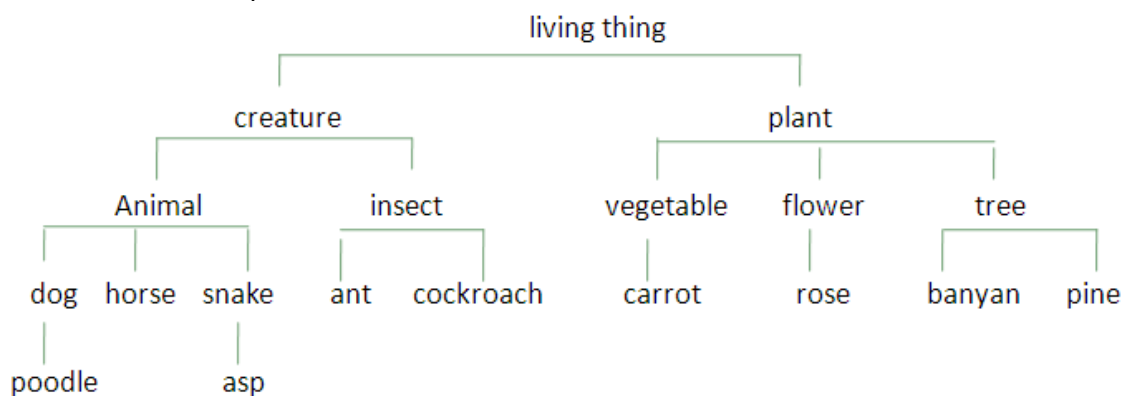 living thing
creature plant
Animal insect vegetable flower tree
dog horse snake ant cockroach carrot rose banyan pine
poodle asp